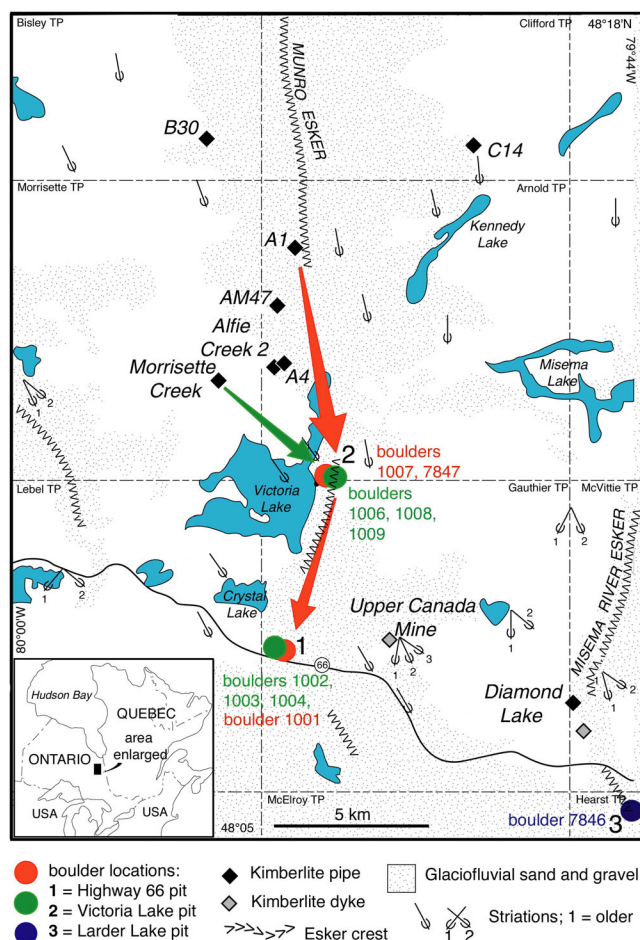 Bisley TP
Clifford TP
48°18'N
79°44'W
MUNRO ESKER
B30
C14
Morrisette TP
Arnold TP
A1
Kennedy
Lake
AM47
Alfie
Creek 2
A4
Morrisette
Creek
Misema
Lake
2
boulders
1007, 7847
Lebel TP
Victoria
Lake
boulders
1006, 1008,
1009
Gauthier TP
McVittie TP
1
2
1
2
1
2
80°00'W
Crystal
Lake
Upper Canada
Mine
1
2
3
1
2
MISEMA RIVER ESKER
1
66
boulders 1002,
1003, 1004,
boulder 1001
Diamond
Lake
1
2
Hudson Bay
QUEBEC
area
enlarged
ONTARIO
USA
USA
McElroy TP
Hearst TP
48°05
5 km
3
boulder 7846
boulder locations:
1 = Highway 66 pit
2 = Victoria Lake pit
3 = Larder Lake pit
Kimberlite pipe
Kimberlite dyke
Esker crest
Glaciofluvial sand and gravel
Striations; 1 = older
1 2